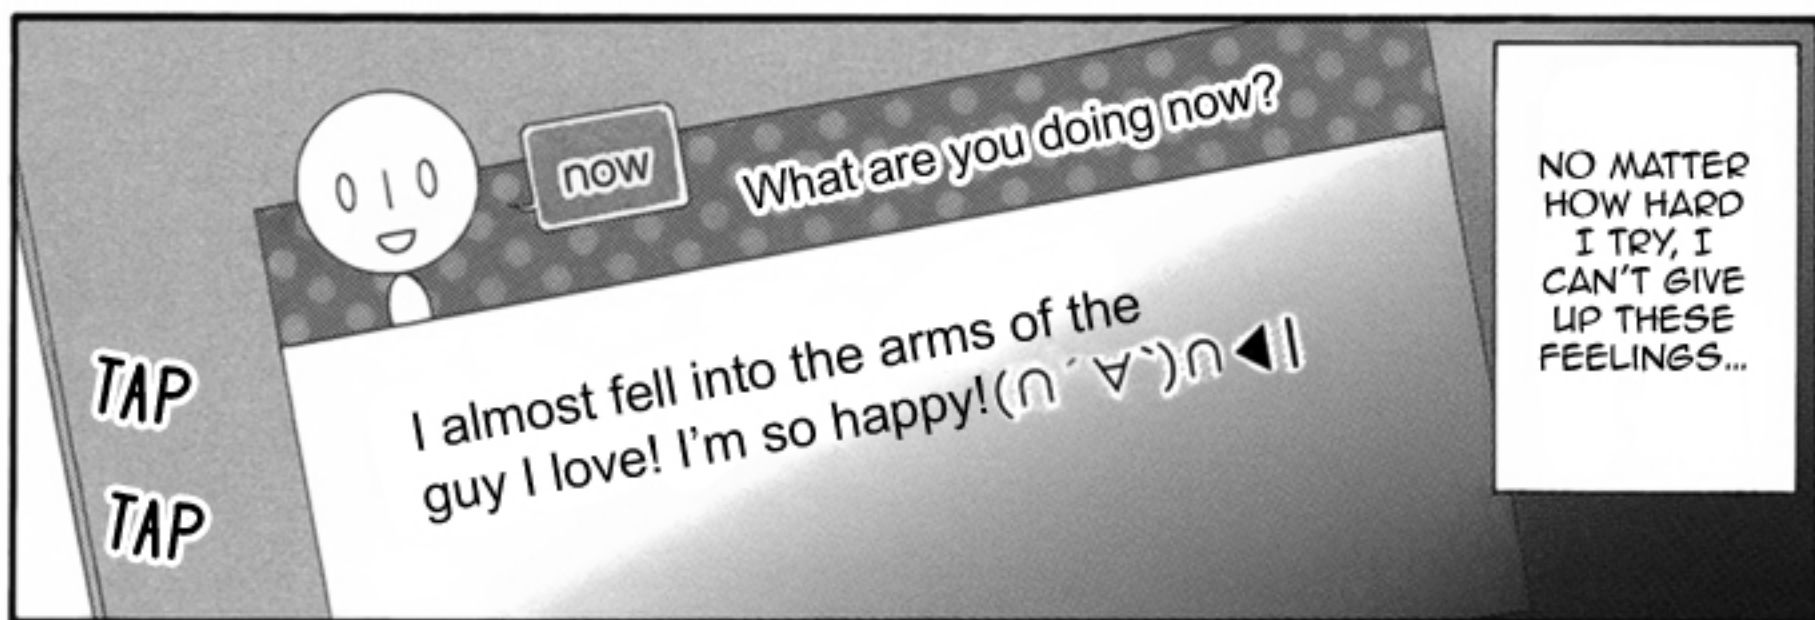 NO MATTER
HOW HARD
I TRY, I
CAN'T GIVE
UP THESE
FEELINGS...
now
What are you doing now?
I almost fell into the arms of the
guy I love! I'm so happy!(∩´∀`)∩◀|
TAP
TAP